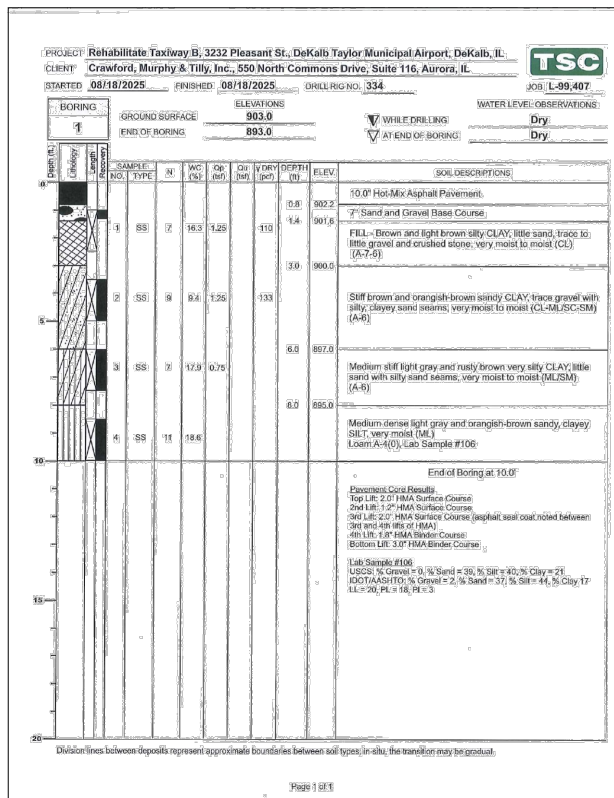 PROJECT Rehabilitate Taxiway B, 3232 Pleasant St., DeKalb Taylor Municipal Airport, DeKalb, IL
TSC
CLIENT Crawford, Murphy & Tilly, Inc., 550 North Commons Drive, Suite 116, Aurora, IL
STARTED 08/18/2025 FINISHED 08/18/2025 DRILL RIG NO. 334 JOB L-99,407
BORING 1
ELEVATIONS
GROUND SURFACE 903.0
END OF BORING 893.0
WATER LEVEL OBSERVATIONS
WHILE DRILLING Dry
AT END OF BORING Dry
Depth (ft.) Lithology Length Recovery SAMPLE NO. TYPE N WC (%) Qp (tsf) Qu (tsf) γ DRY (pcf) DEPTH (ft) ELEV. SOIL DESCRIPTIONS
0
10.0" Hot-Mix Asphalt Pavement
0.8 902.2
7" Sand and Gravel Base Course
1.4 901.6
1 SS 7 16.3 1.25 110
FILL - Brown and light brown silty CLAY, little sand, trace to
little gravel and crushed stone, very moist to moist (CL)
(A-7-6)
3.0 900.0
2 SS 9 9.4 1.25 133
Stiff brown and orangish-brown sandy CLAY, trace gravel with
silty, clayey sand seams, very moist to moist (CL-ML/SC-SM)
(A-6)
5
6.0 897.0
3 SS 7 17.9 0.75
Medium stiff light gray and rusty brown very silty CLAY, little
sand with silty sand seams, very moist to moist (ML/SM)
(A-6)
8.0 895.0
4 SS 11 18.6
Medium dense light gray and orangish-brown sandy, clayey
SILT, very moist (ML)
Loam A-4(0), Lab Sample #106
10
End of Boring at 10.0'
Pavement Core Results
Top Lift: 2.0" HMA Surface Course
2nd Lift: 1.2" HMA Surface Course
3rd Lift: 2.0" HMA Surface Course (asphalt seal coat noted between
3rd and 4th lifts of HMA)
4th Lift: 1.8" HMA Binder Course
Bottom Lift: 3.0" HMA Binder Course
Lab Sample #106
USCS: % Gravel = 0, % Sand = 39, % Silt = 40, % Clay = 21
IDOT/AASHTO: % Gravel = 2, % Sand = 37, % Silt = 44, % Clay 17
LL = 20, PL = 18, PI = 3
15
20
Division lines between deposits represent approximate boundaries between soil types; in-situ, the transition may be gradual.
Page 1 of 1